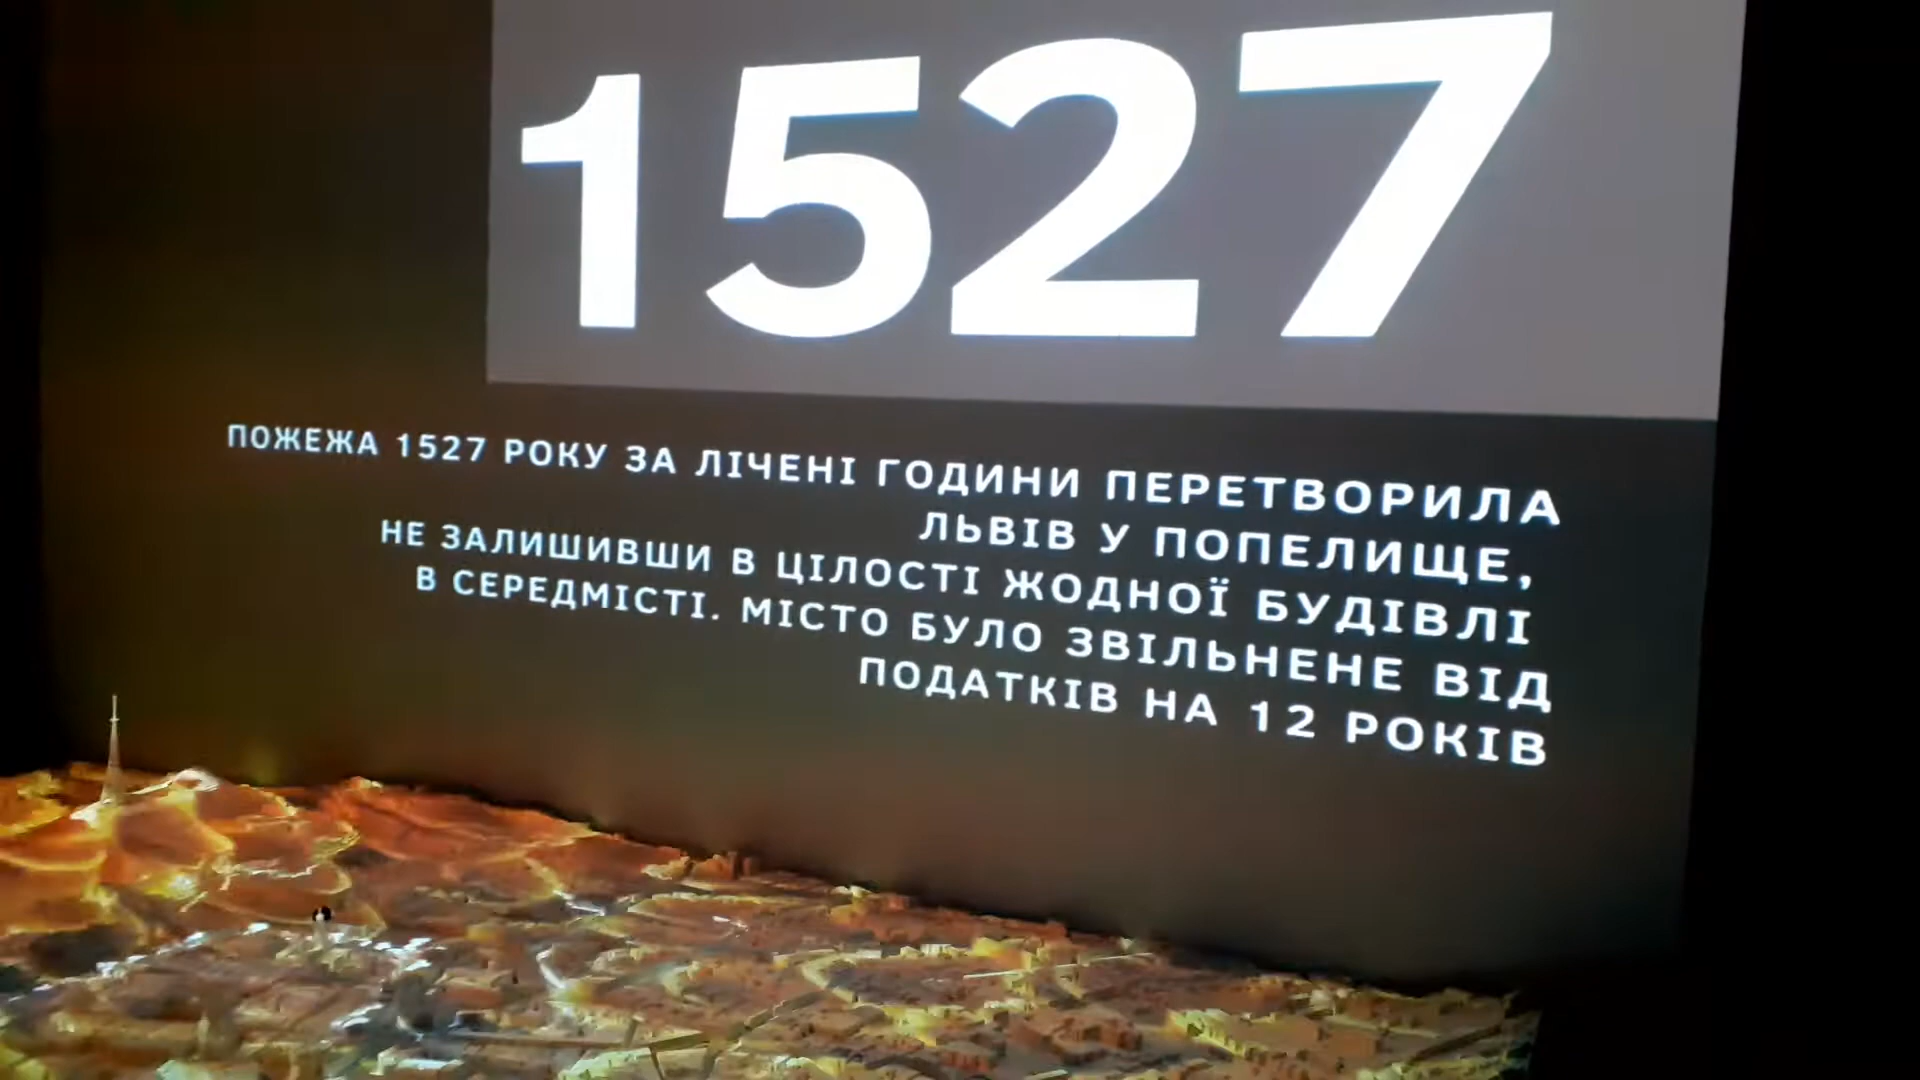 1527
ПОЖЕЖА 1527 РОКУ ЗА ЛІЧЕНІ ГОДИНИ ПЕРЕТВОРИЛА
ЛЬВІВ У ПОПЕЛИЩЕ,
НЕ ЗАЛИШИВШИ В ЦІЛОСТІ ЖОДНОЇ БУДІВЛІ
В СЕРЕДМІСТІ. МІСТО БУЛО ЗВІЛЬНЕНЕ ВІД
ПОДАТКІВ НА 12 РОКІВ